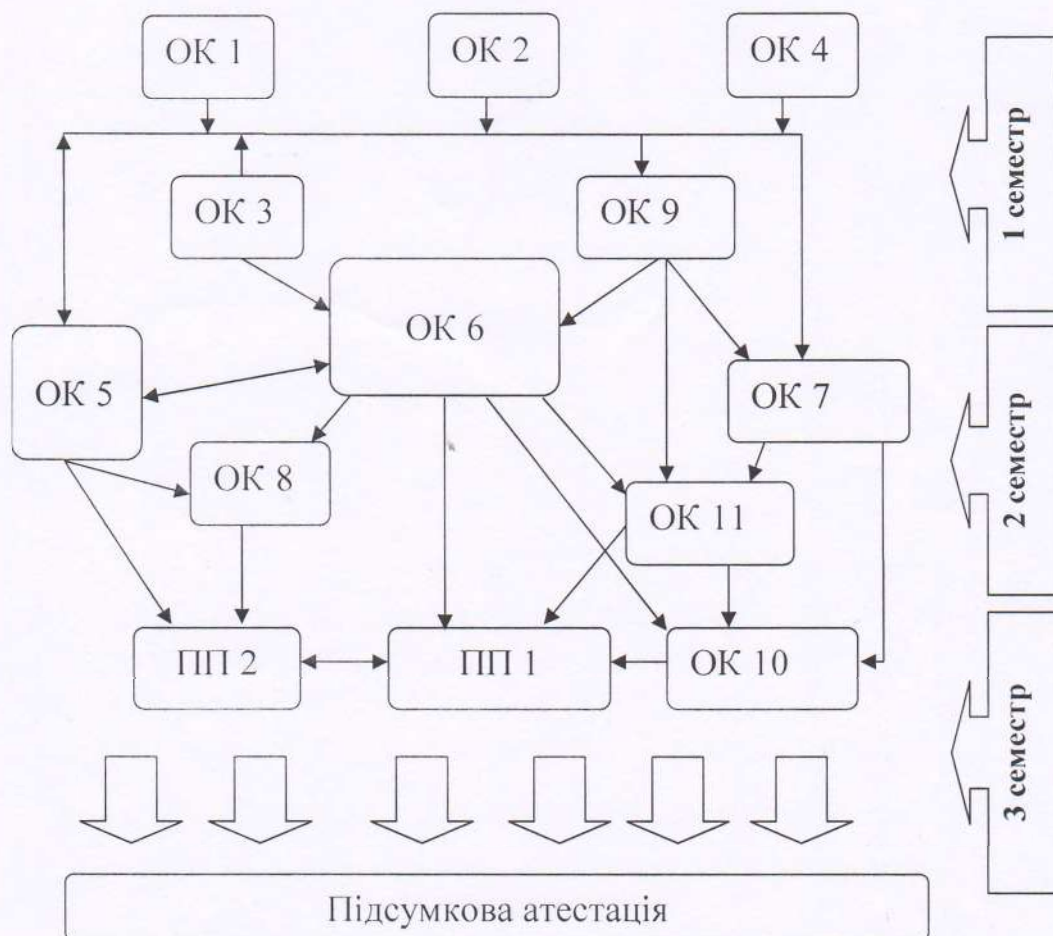 ОК 1
ОК 2
ОК 4
ОК 3
ОК 9
1 семестр
ОК 6
ОК 5
ОК 7
ОК 8
ОК 11
2 семестр
ПП 2
ПП 1
ОК 10
3 семестр
Підсумкова атестація